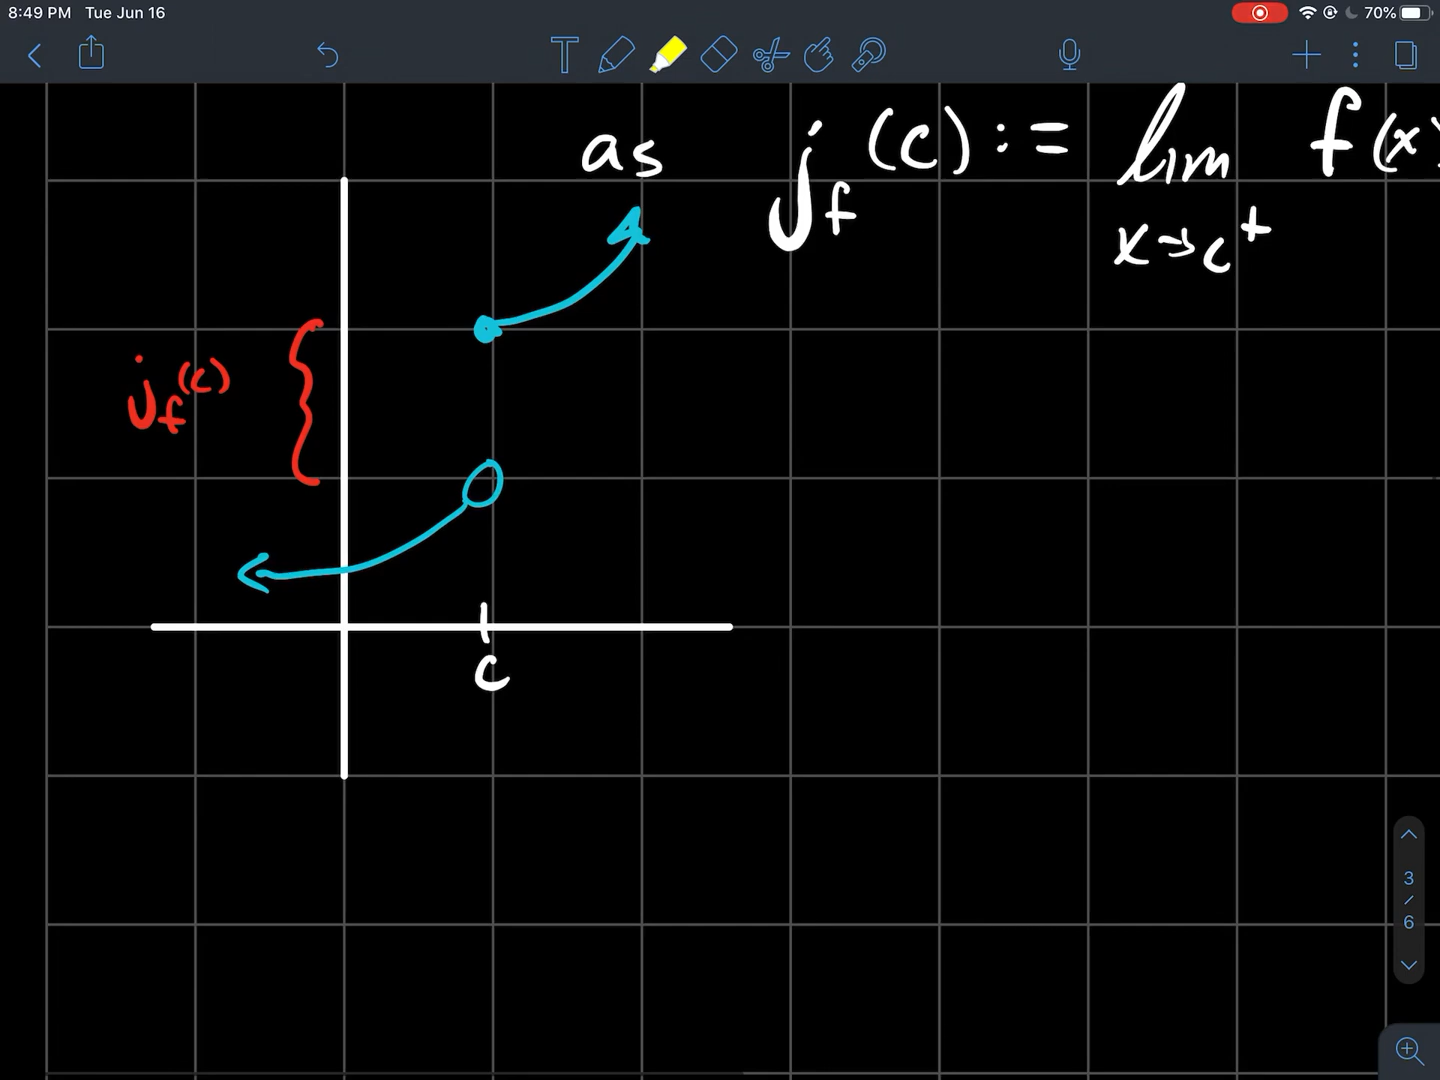 8:49 PM Tue Jun 16 70%
T
as j_f (c) := lim f(x)
x→c⁺
j_f(c)
c
3
/
6